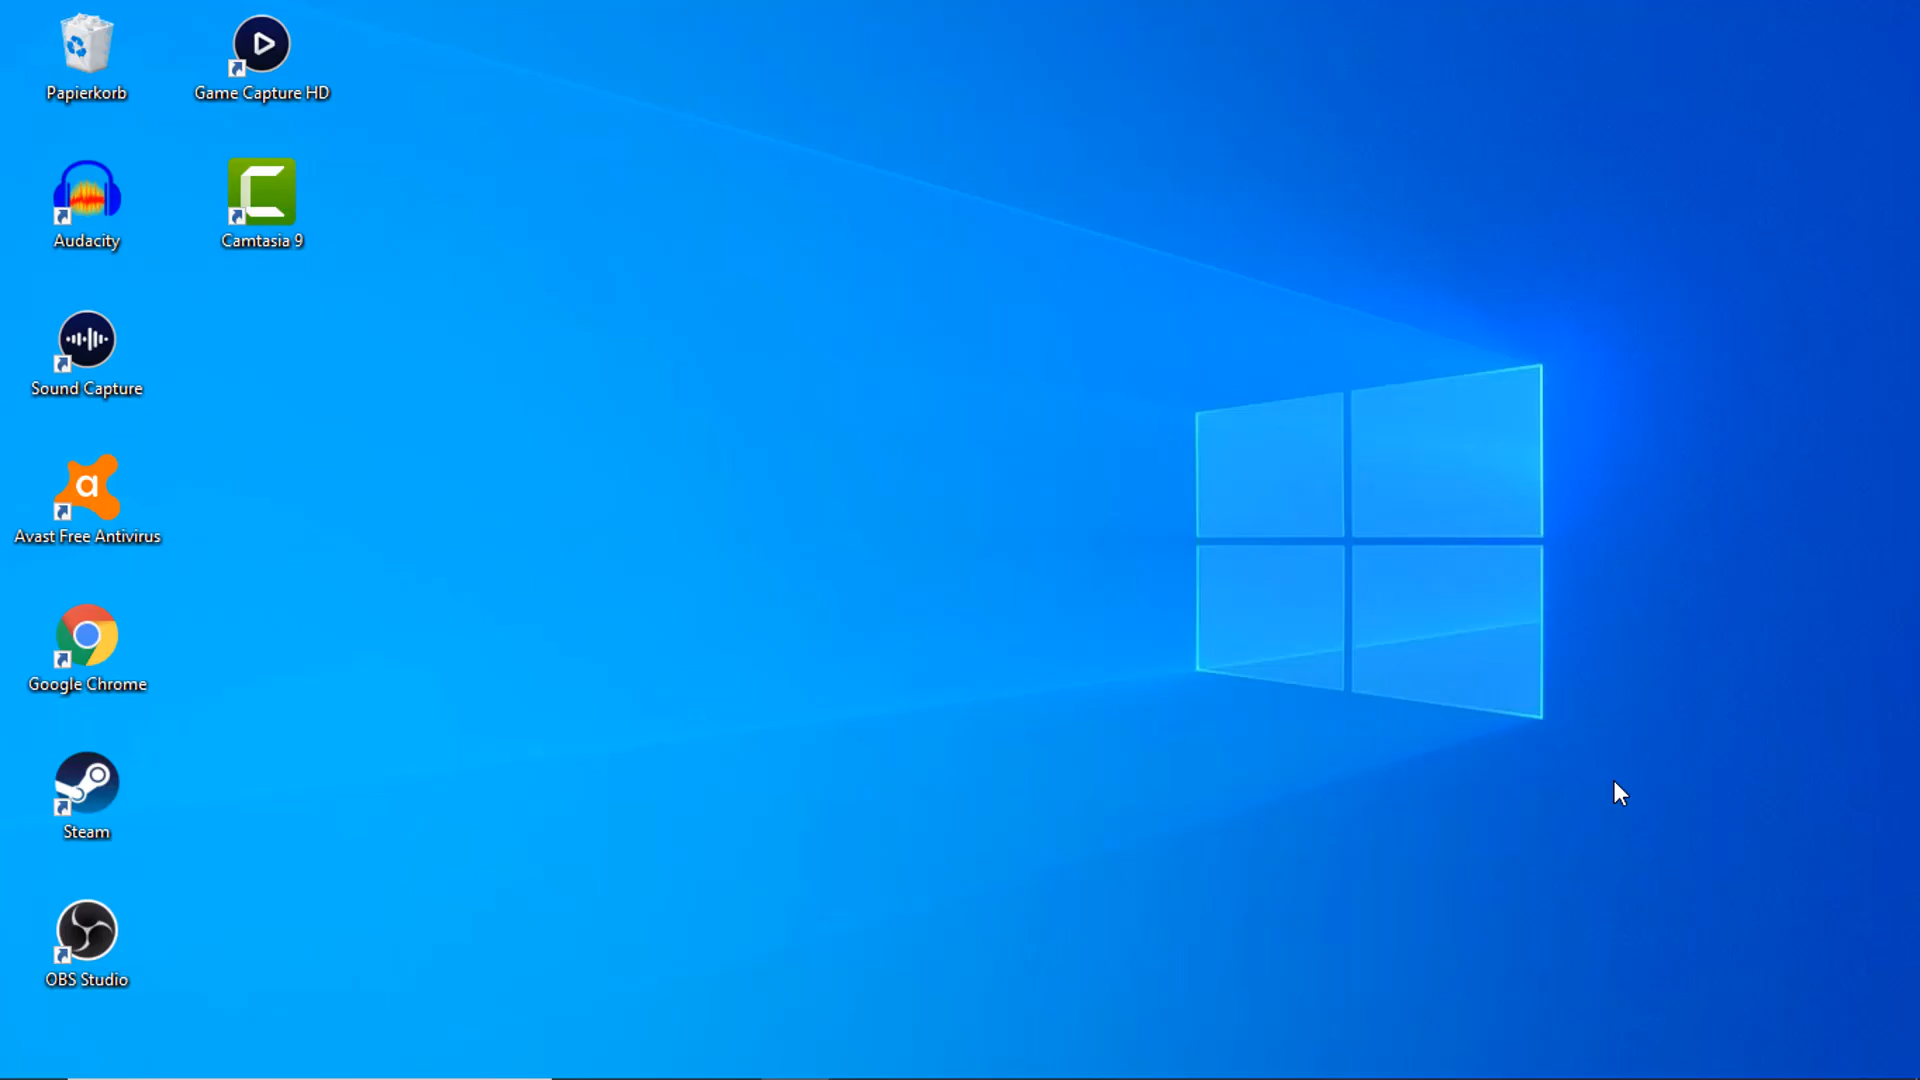 Papierkorb
Game Capture HD
Audacity
Camtasia 9
Sound Capture
a
Avast Free Antivirus
Google Chrome
Steam
OBS Studio